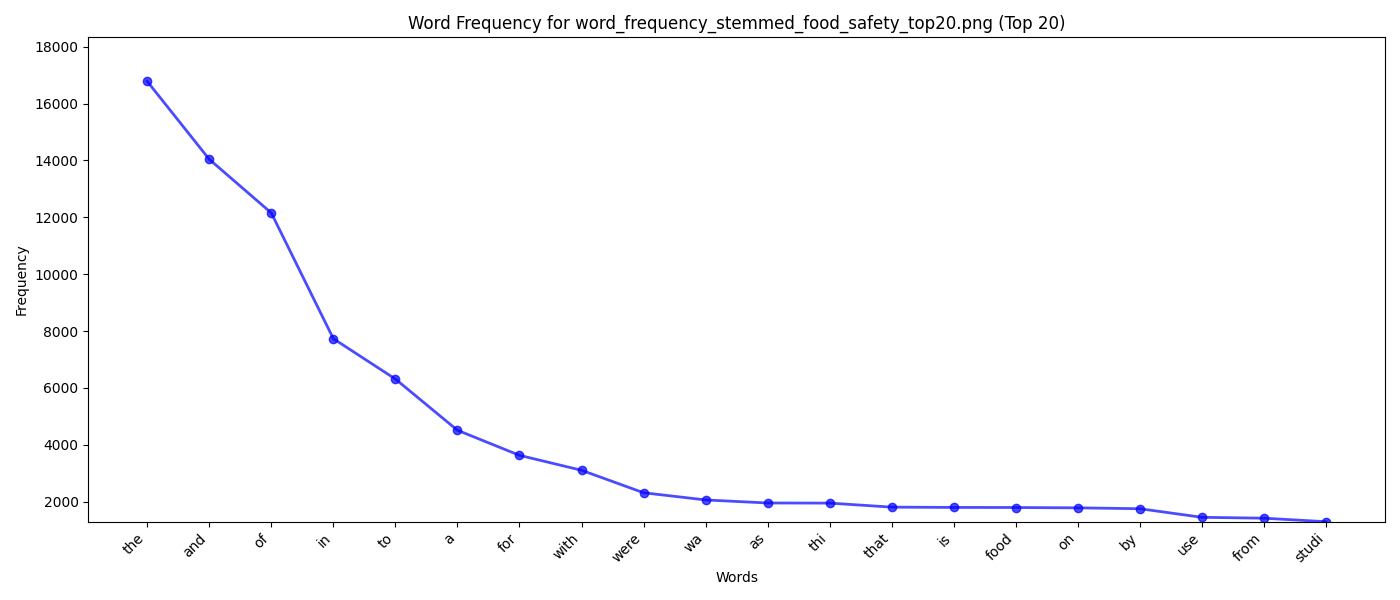 Word Frequency for word_frequency_stemmed_food_safety_top20.png (Top 20)
Frequency
18000
16000
14000
12000
10000
8000
6000
4000
2000
the and of in to a for with were wa as thi that is food on by use from studi
Words